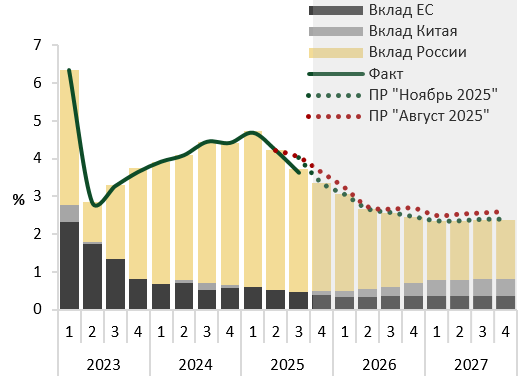 Вклад ЕС
Вклад Китая
Вклад России
Факт
ПР "Ноябрь 2025"
ПР "Август 2025"
%
7
6
5
4
3
2
1
0
1 2 3 4 1 2 3 4 1 2 3 4 1 2 3 4 1 2 3 4
2023 2024 2025 2026 2027